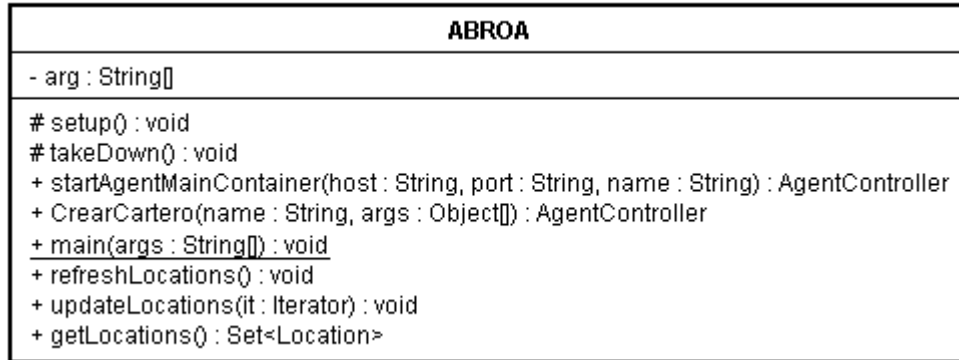 ABROA
- arg : String[]
# setup() : void
# takeDown() : void
+ startAgentMainContainer(host : String, port : String, name : String) : AgentController
+ CrearCartero(name : String, args : Object[]) : AgentController
+ main(args : String[]) : void
+ refreshLocations() : void
+ updateLocations(it : Iterator) : void
+ getLocations() : Set<Location>